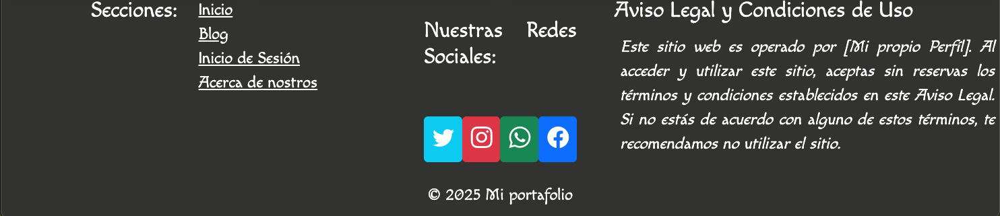 Secciones:
Inicio
Blog
Inicio de Sesión
Acerca de nostros
Nuestras Redes
Sociales:
© 2025 Mi portafolio
Aviso Legal y Condiciones de Uso
Este sitio web es operado por [Mi propio Perfil]. Al
acceder y utilizar este sitio, aceptas sin reservas los
términos y condiciones establecidos en este Aviso Legal.
Si no estás de acuerdo con alguno de estos términos, te
recomendamos no utilizar el sitio.